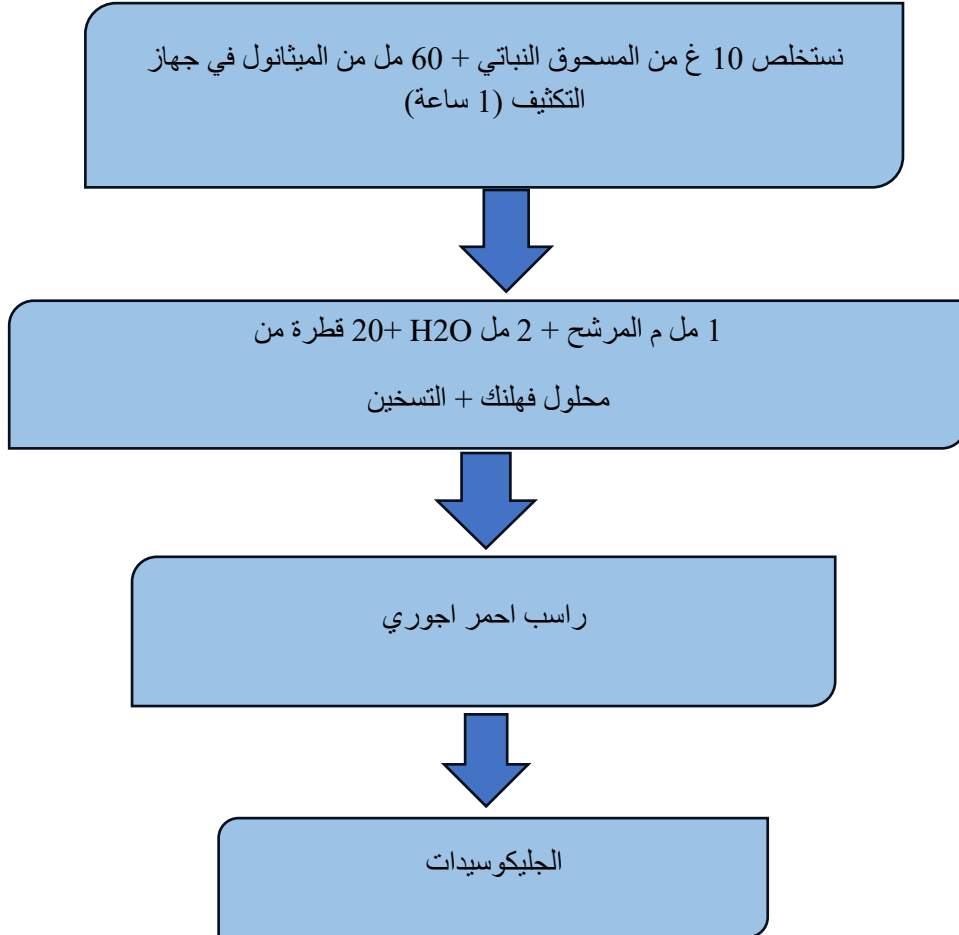 نستخلص 10 غ من المسحوق النباتي + 60 مل من الميثانول في جهاز
التكثيف (1 ساعة)
1 مل م المرشح + 2 مل H2O +20 قطرة من
محلول فهلنك + التسخين
راسب احمر اجوري
الجليكوسيدات